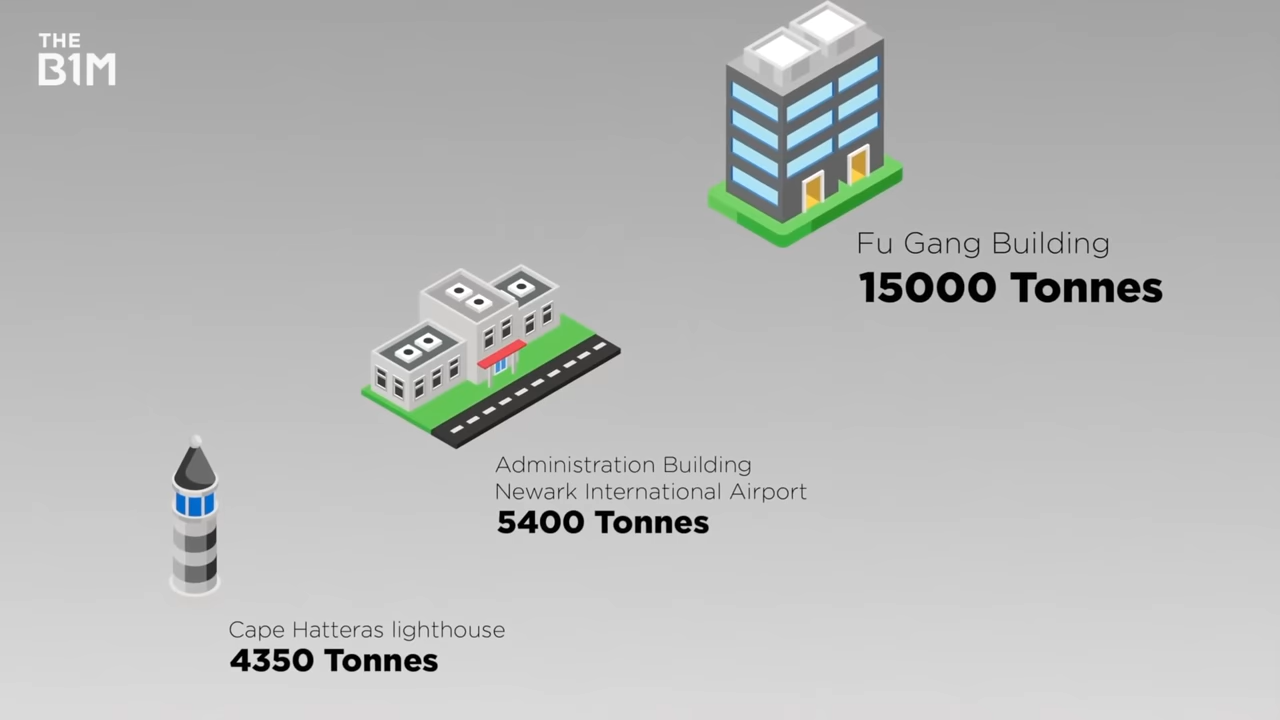 THE
B1M
Fu Gang Building
15000 Tonnes
Administration Building
Newark International Airport
5400 Tonnes
Cape Hatteras lighthouse
4350 Tonnes